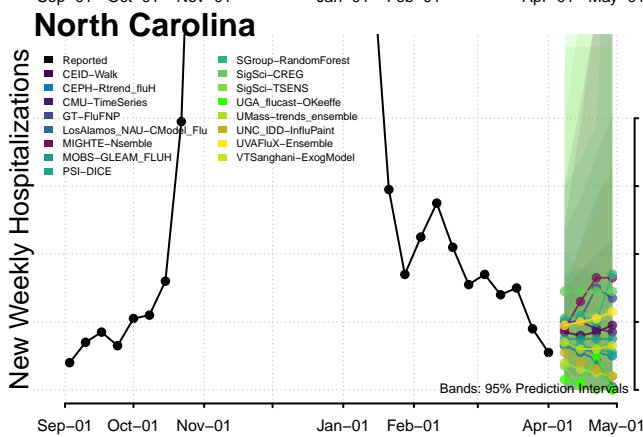 North Carolina
New Weekly Hospitalizations
Reported
CEID−Walk
CEPH−Rtrend_fluH
CMU−TimeSeries
GT−FluFNP
LosAlamos_NAU−CModel_Flu
MIGHTE−Nsemble
MOBS−GLEAM_FLUH
PSI−DICE
SGroup−RandomForest
SigSci−CREG
SigSci−TSENS
UGA_flucast−OKeeffe
UMass−trends_ensemble
UNC_IDD−InfluPaint
UVAFluX−Ensemble
VTSanghani−ExogModel
Bands: 95% Prediction Intervals
Sep−01 Oct−01 Nov−01 Jan−01 Feb−01 Apr−01 May−01